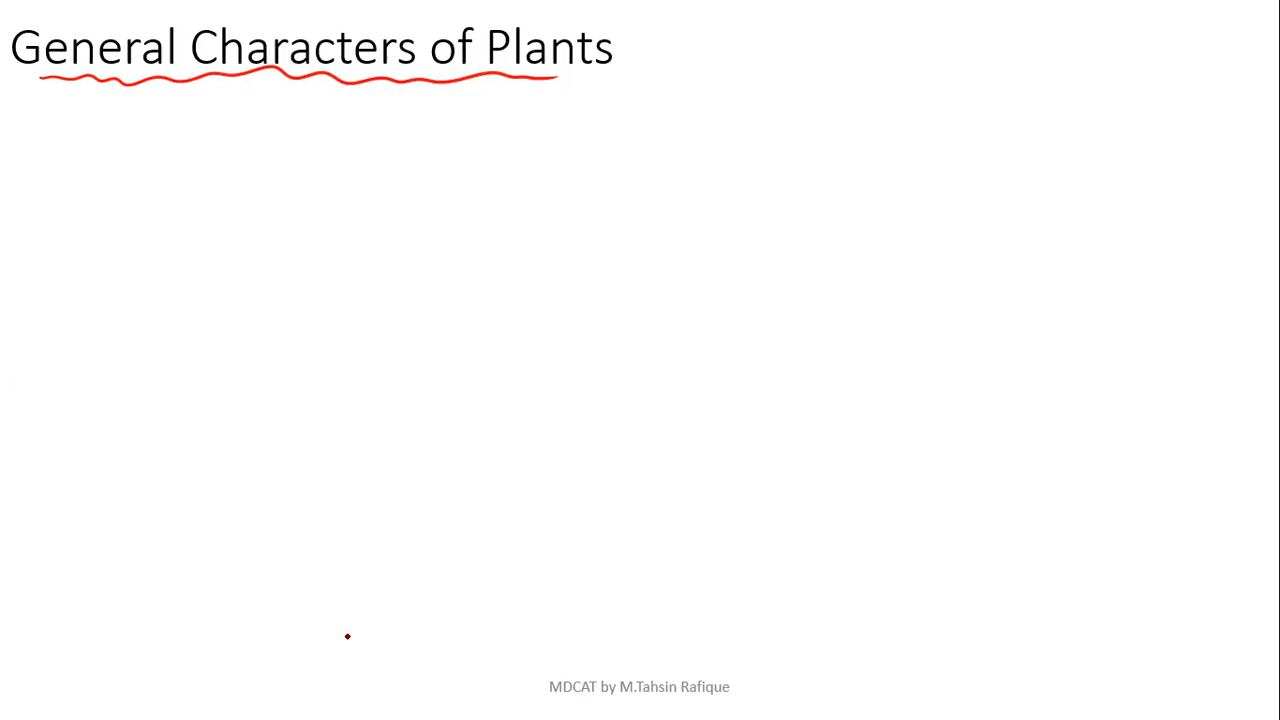 General Characters of Plants
MDCAT by M.Tahsin Rafique